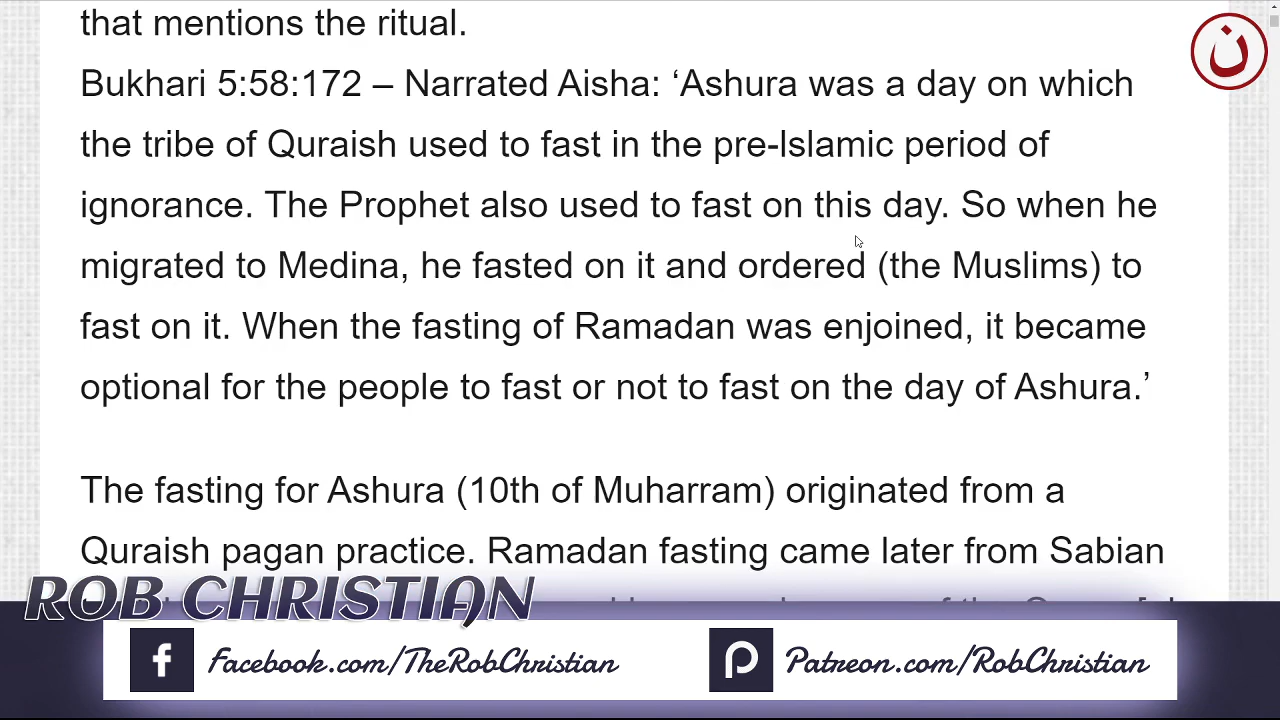 that mentions the ritual.
ن
Bukhari 5:58:172 – Narrated Aisha: ‘Ashura was a day on which
the tribe of Quraish used to fast in the pre-Islamic period of
ignorance. The Prophet also used to fast on this day. So when he
migrated to Medina, he fasted on it and ordered (the Muslims) to
fast on it. When the fasting of Ramadan was enjoined, it became
optional for the people to fast or not to fast on the day of Ashura.’
The fasting for Ashura (10th of Muharram) originated from a
Quraish pagan practice. Ramadan fasting came later from Sabian
ROB CHRISTIAN
f Facebook.com/TheRobChristian
Patreon.com/RobChristian